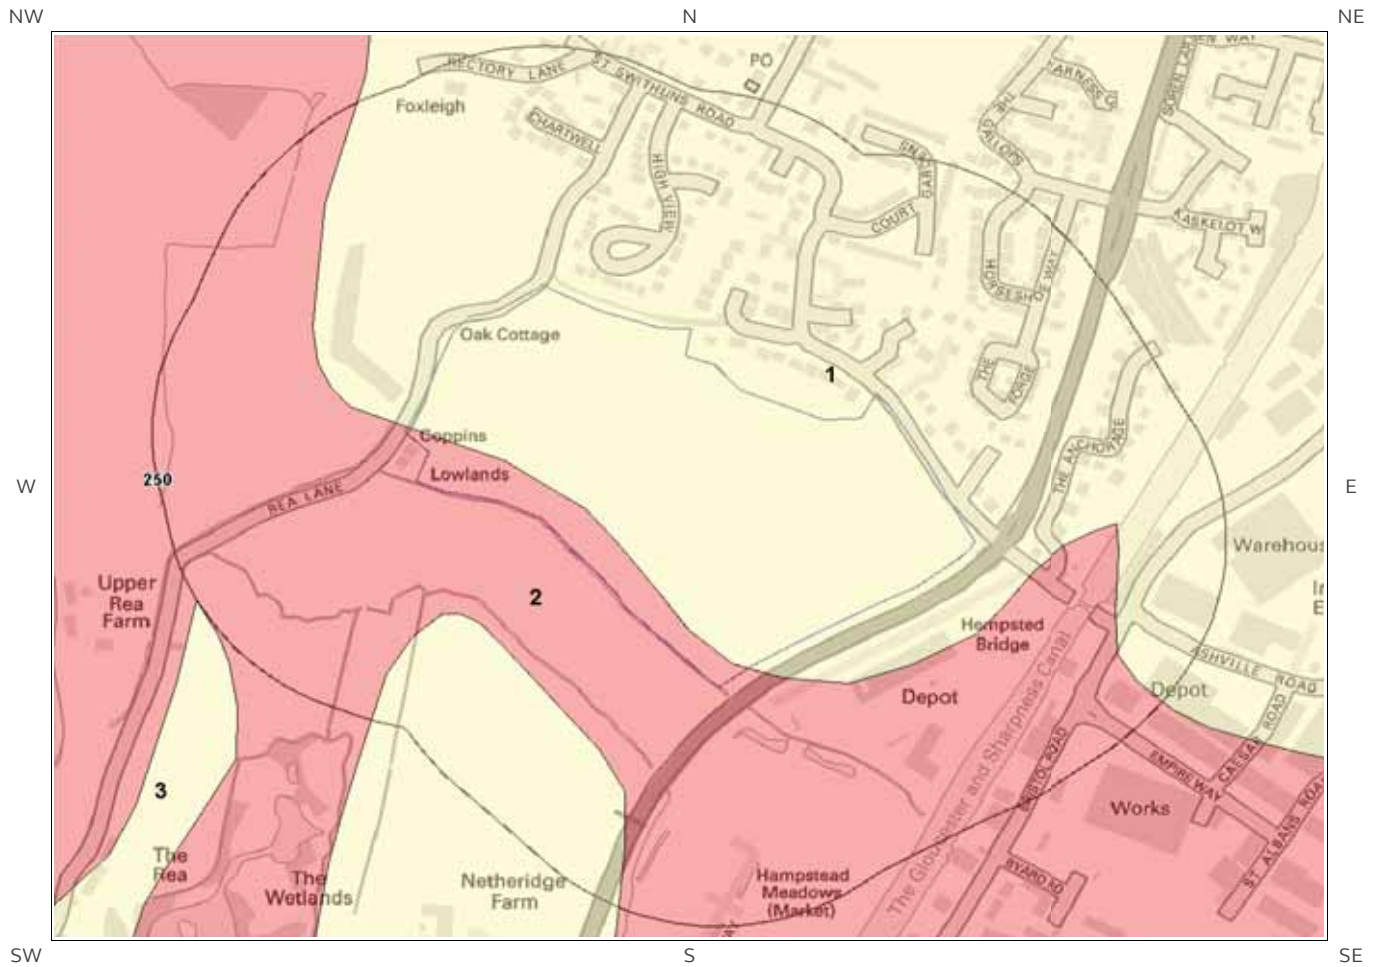 NW
N
NE
RECTORY LANE
ST SWITHUNS ROAD
PO
Foxleigh
CHARTWELL
HIGH VIEW
THE GALLOPS
COURT
GARD
HORSESHOE WAY
KASKELOT W
Oak Cottage
1
THE FORGE
THE ANCHORAGE
Coppins
Lowlands
250
W
E
REA LANE
Warehous
Upper
Rea
Farm
2
Hempsted
Bridge
ASHVILLE ROAD
Depot
Depot
The Gloucester and Sharpness Canal
BRISTOL ROAD
EMPIRE WAY
CAESAR ROAD
3
Works
ST ALBANS ROA
The
Rea
The
Wetlands
Netheridge
Farm
Hampstead
Meadows
(Market)
BYARD RD
SW
S
SE